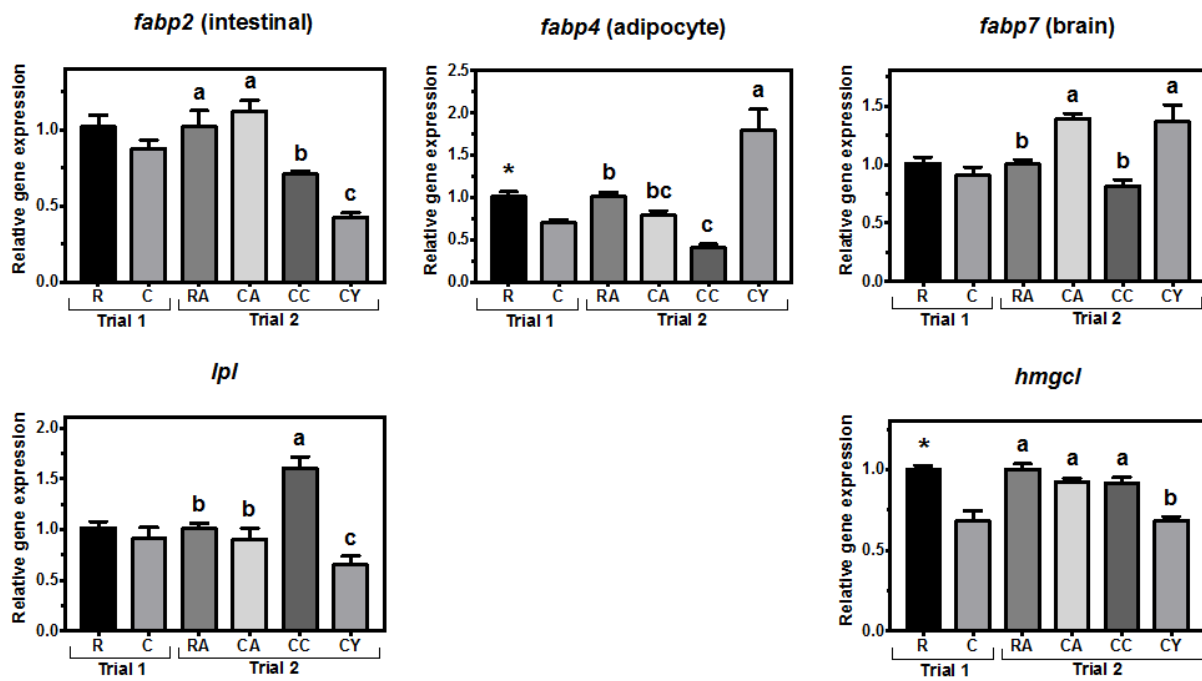 fabp2 (intestinal)
Relative gene expression
1.0
0.5
0.0
a
a
b
c
R C RA CA CC CY
Trial 1 Trial 2
fabp4 (adipocyte)
Relative gene expression
2.5
2.0
1.5
1.0
0.5
0.0
*
b
bc
c
a
R C RA CA CC CY
Trial 1 Trial 2
fabp7 (brain)
Relative gene expression
1.5
1.0
0.5
0.0
b
a
b
a
R C RA CA CC CY
Trial 1 Trial 2
lpl
Relative gene expression
2.0
1.5
1.0
0.5
0.0
b
b
a
c
R C RA CA CC CY
Trial 1 Trial 2
hmgcl
Relative gene expression
1.0
0.5
0.0
*
a
a
a
b
R C RA CA CC CY
Trial 1 Trial 2